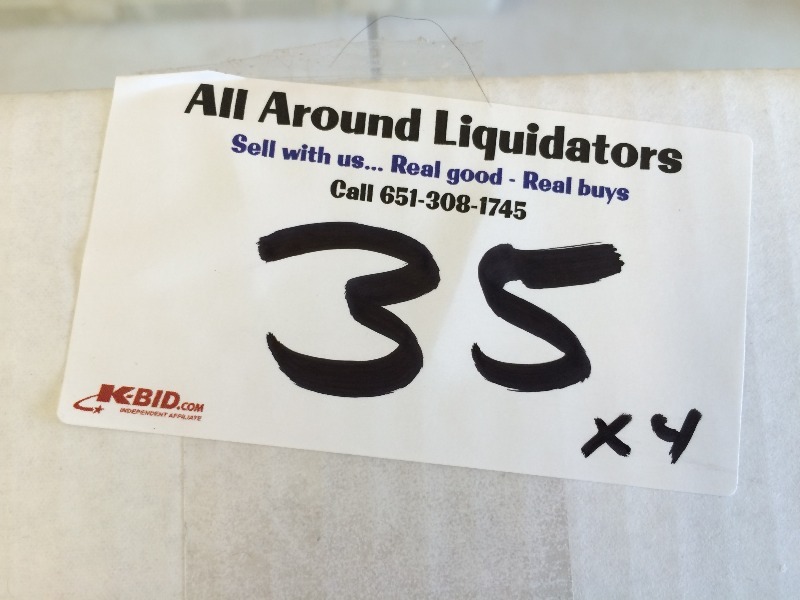 All Around Liquidators
Sell with us... Real good - Real buys
Call 651-308-1745
35
x4
K-BID.COM
INDEPENDENT AFFILIATE